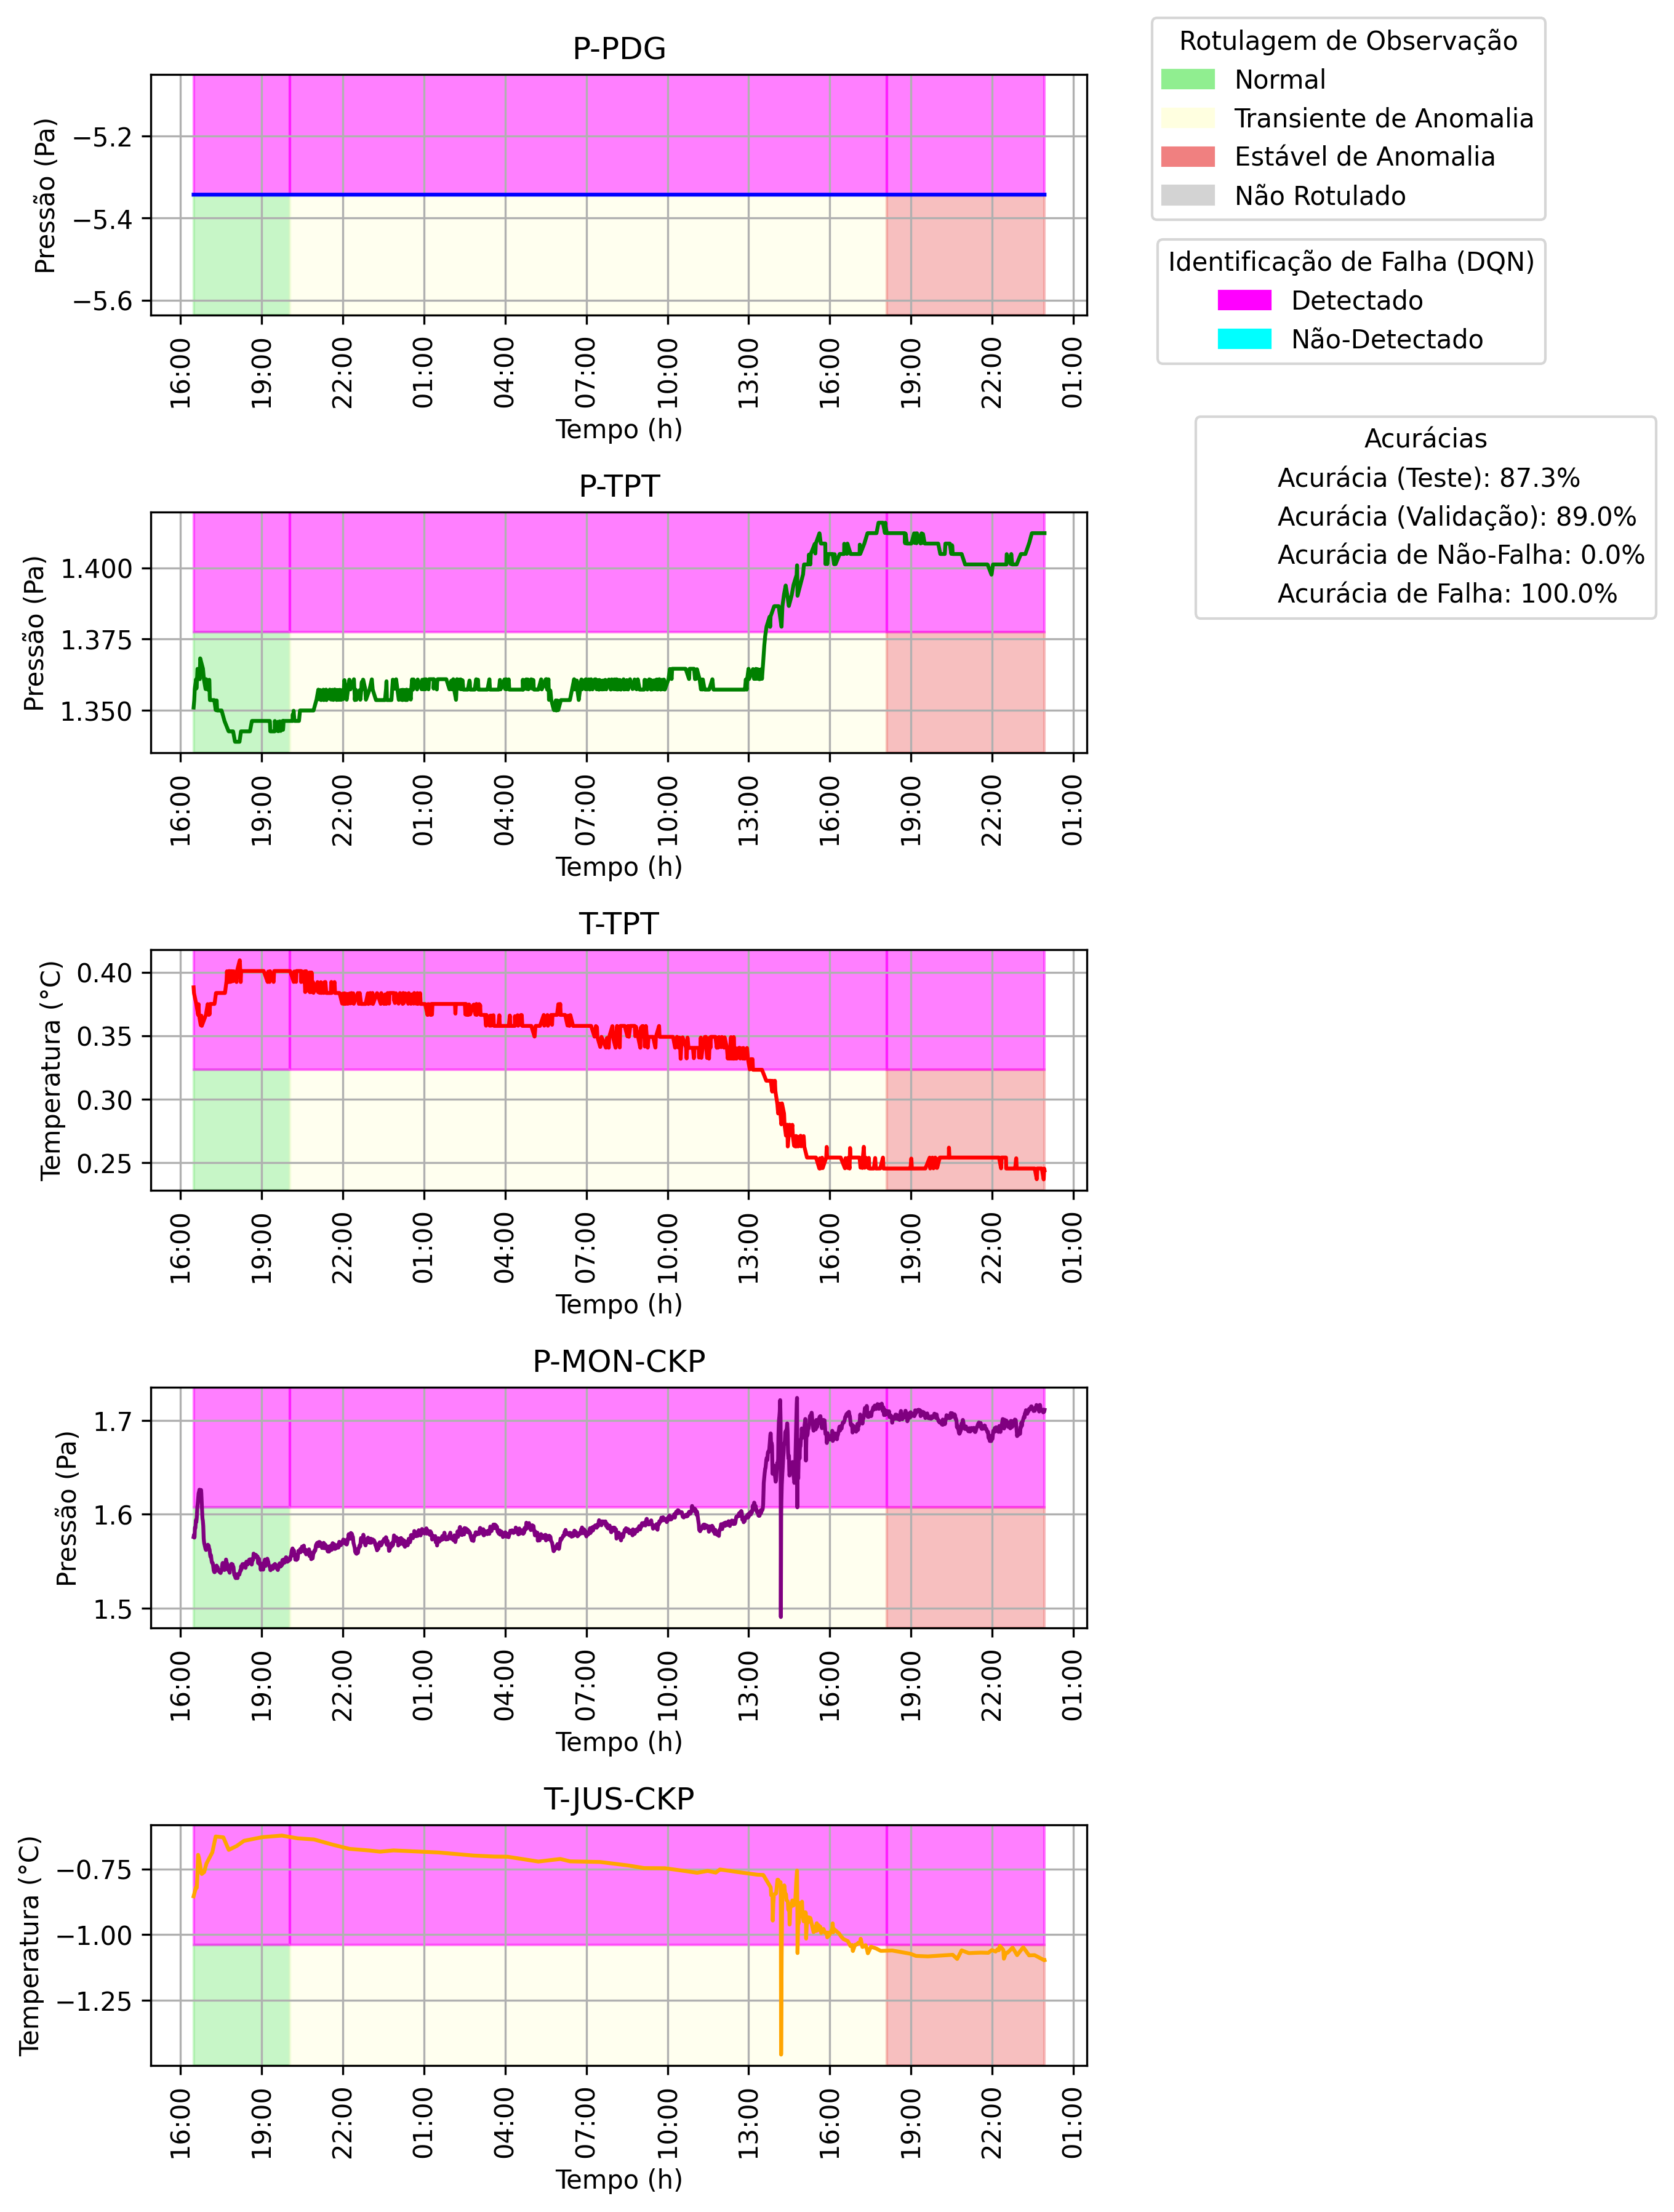 P-PDG
Pressão (Pa)
−5.2
−5.4
−5.6
16:00
19:00
22:00
01:00
04:00
07:00
10:00
13:00
16:00
19:00
22:00
01:00
Tempo (h)
Rotulagem de Observação
Normal
Transiente de Anomalia
Estável de Anomalia
Não Rotulado
Identificação de Falha (DQN)
Detectado
Não-Detectado
Acurácias
Acurácia (Teste): 87.3%
Acurácia (Validação): 89.0%
Acurácia de Não-Falha: 0.0%
Acurácia de Falha: 100.0%
P-TPT
Pressão (Pa)
1.400
1.375
1.350
16:00
19:00
22:00
01:00
04:00
07:00
10:00
13:00
16:00
19:00
22:00
01:00
Tempo (h)
T-TPT
Temperatura (°C)
0.40
0.35
0.30
0.25
16:00
19:00
22:00
01:00
04:00
07:00
10:00
13:00
16:00
19:00
22:00
01:00
Tempo (h)
P-MON-CKP
Pressão (Pa)
1.7
1.6
1.5
16:00
19:00
22:00
01:00
04:00
07:00
10:00
13:00
16:00
19:00
22:00
01:00
Tempo (h)
T-JUS-CKP
Temperatura (°C)
−0.75
−1.00
−1.25
16:00
19:00
22:00
01:00
04:00
07:00
10:00
13:00
16:00
19:00
22:00
01:00
Tempo (h)